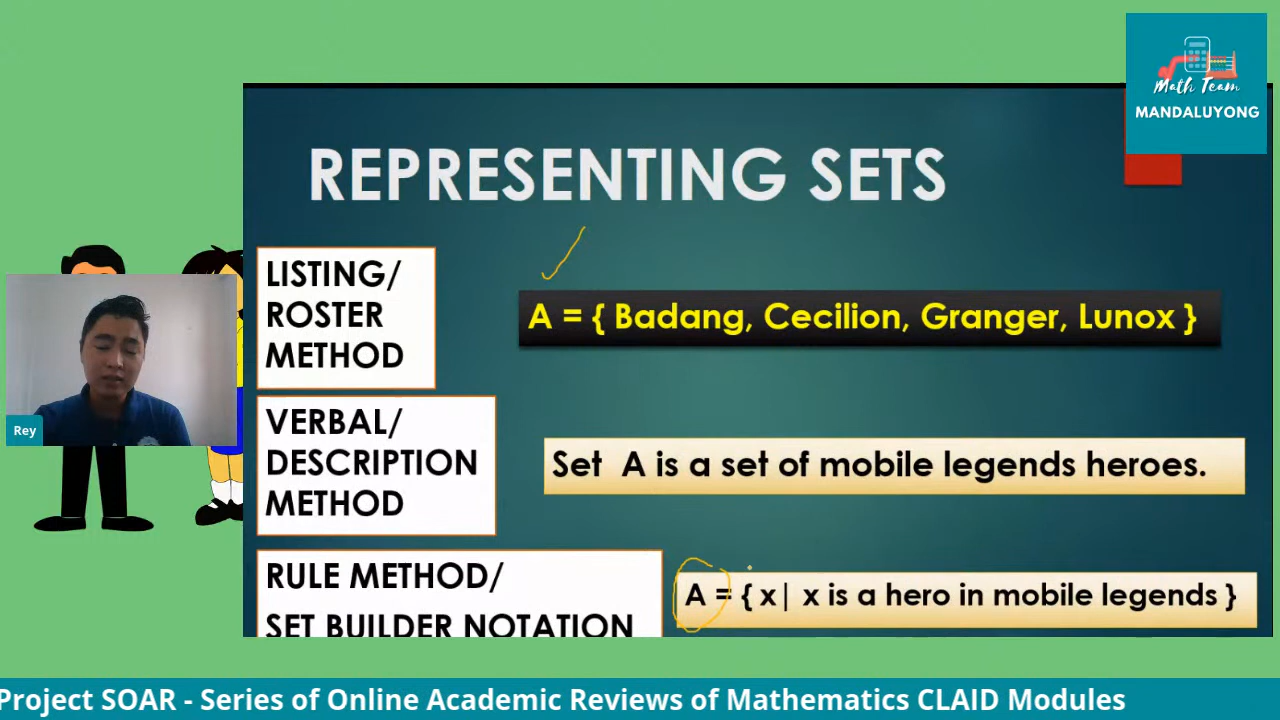 Math Team
MANDALUYONG
REPRESENTING SETS
LISTING/
ROSTER
METHOD
A = { Badang, Cecilion, Granger, Lunox }
VERBAL/
DESCRIPTION
METHOD
Set A is a set of mobile legends heroes.
RULE METHOD/
SET BUILDER NOTATION
A = { x| x is a hero in mobile legends }
Rey
Project SOAR - Series of Online Academic Reviews of Mathematics CLAID Modules